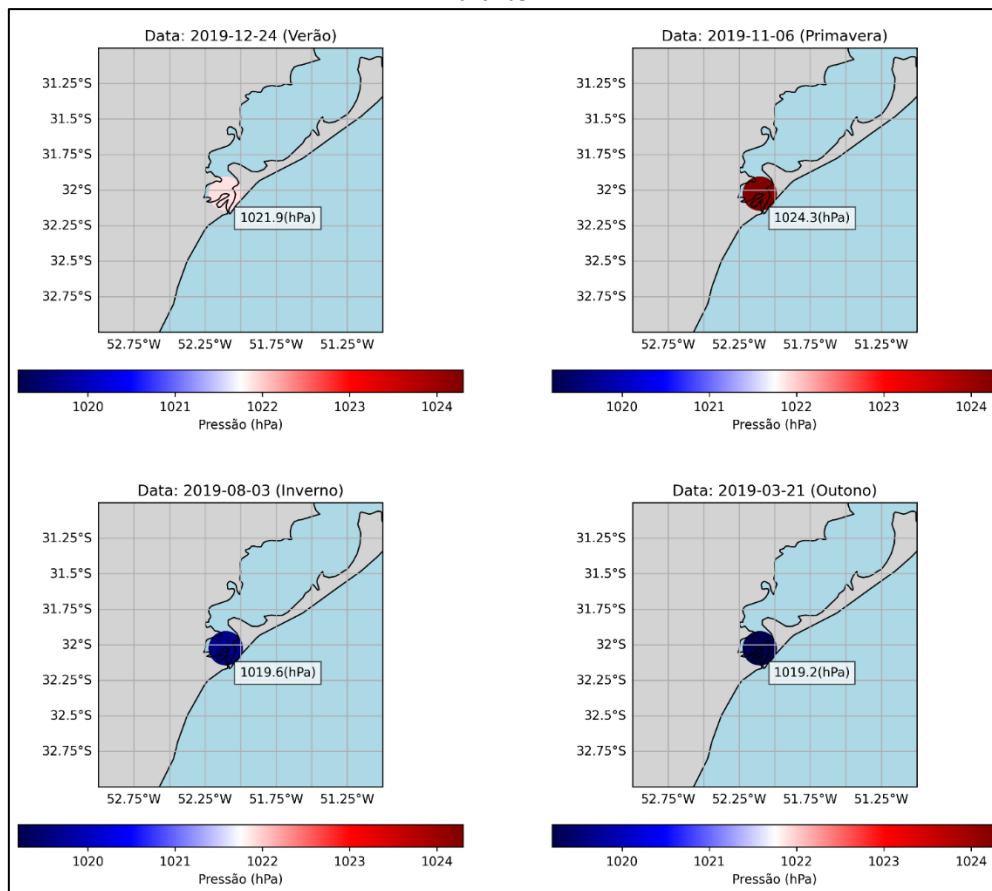 Data: 2019-12-24 (Verão)
31.25°S
31.5°S
31.75°S
32°S
32.25°S
32.5°S
32.75°S
1021.9(hPa)
52.75°W 52.25°W 51.75°W 51.25°W
1020 1021 1022 1023 1024
Pressão (hPa)
Data: 2019-11-06 (Primavera)
31.25°S
31.5°S
31.75°S
32°S
32.25°S
32.5°S
32.75°S
1024.3(hPa)
52.75°W 52.25°W 51.75°W 51.25°W
1020 1021 1022 1023 1024
Pressão (hPa)
Data: 2019-08-03 (Inverno)
31.25°S
31.5°S
31.75°S
32°S
32.25°S
32.5°S
32.75°S
1019.6(hPa)
52.75°W 52.25°W 51.75°W 51.25°W
1020 1021 1022 1023 1024
Pressão (hPa)
Data: 2019-03-21 (Outono)
31.25°S
31.5°S
31.75°S
32°S
32.25°S
32.5°S
32.75°S
1019.2(hPa)
52.75°W 52.25°W 51.75°W 51.25°W
1020 1021 1022 1023 1024
Pressão (hPa)